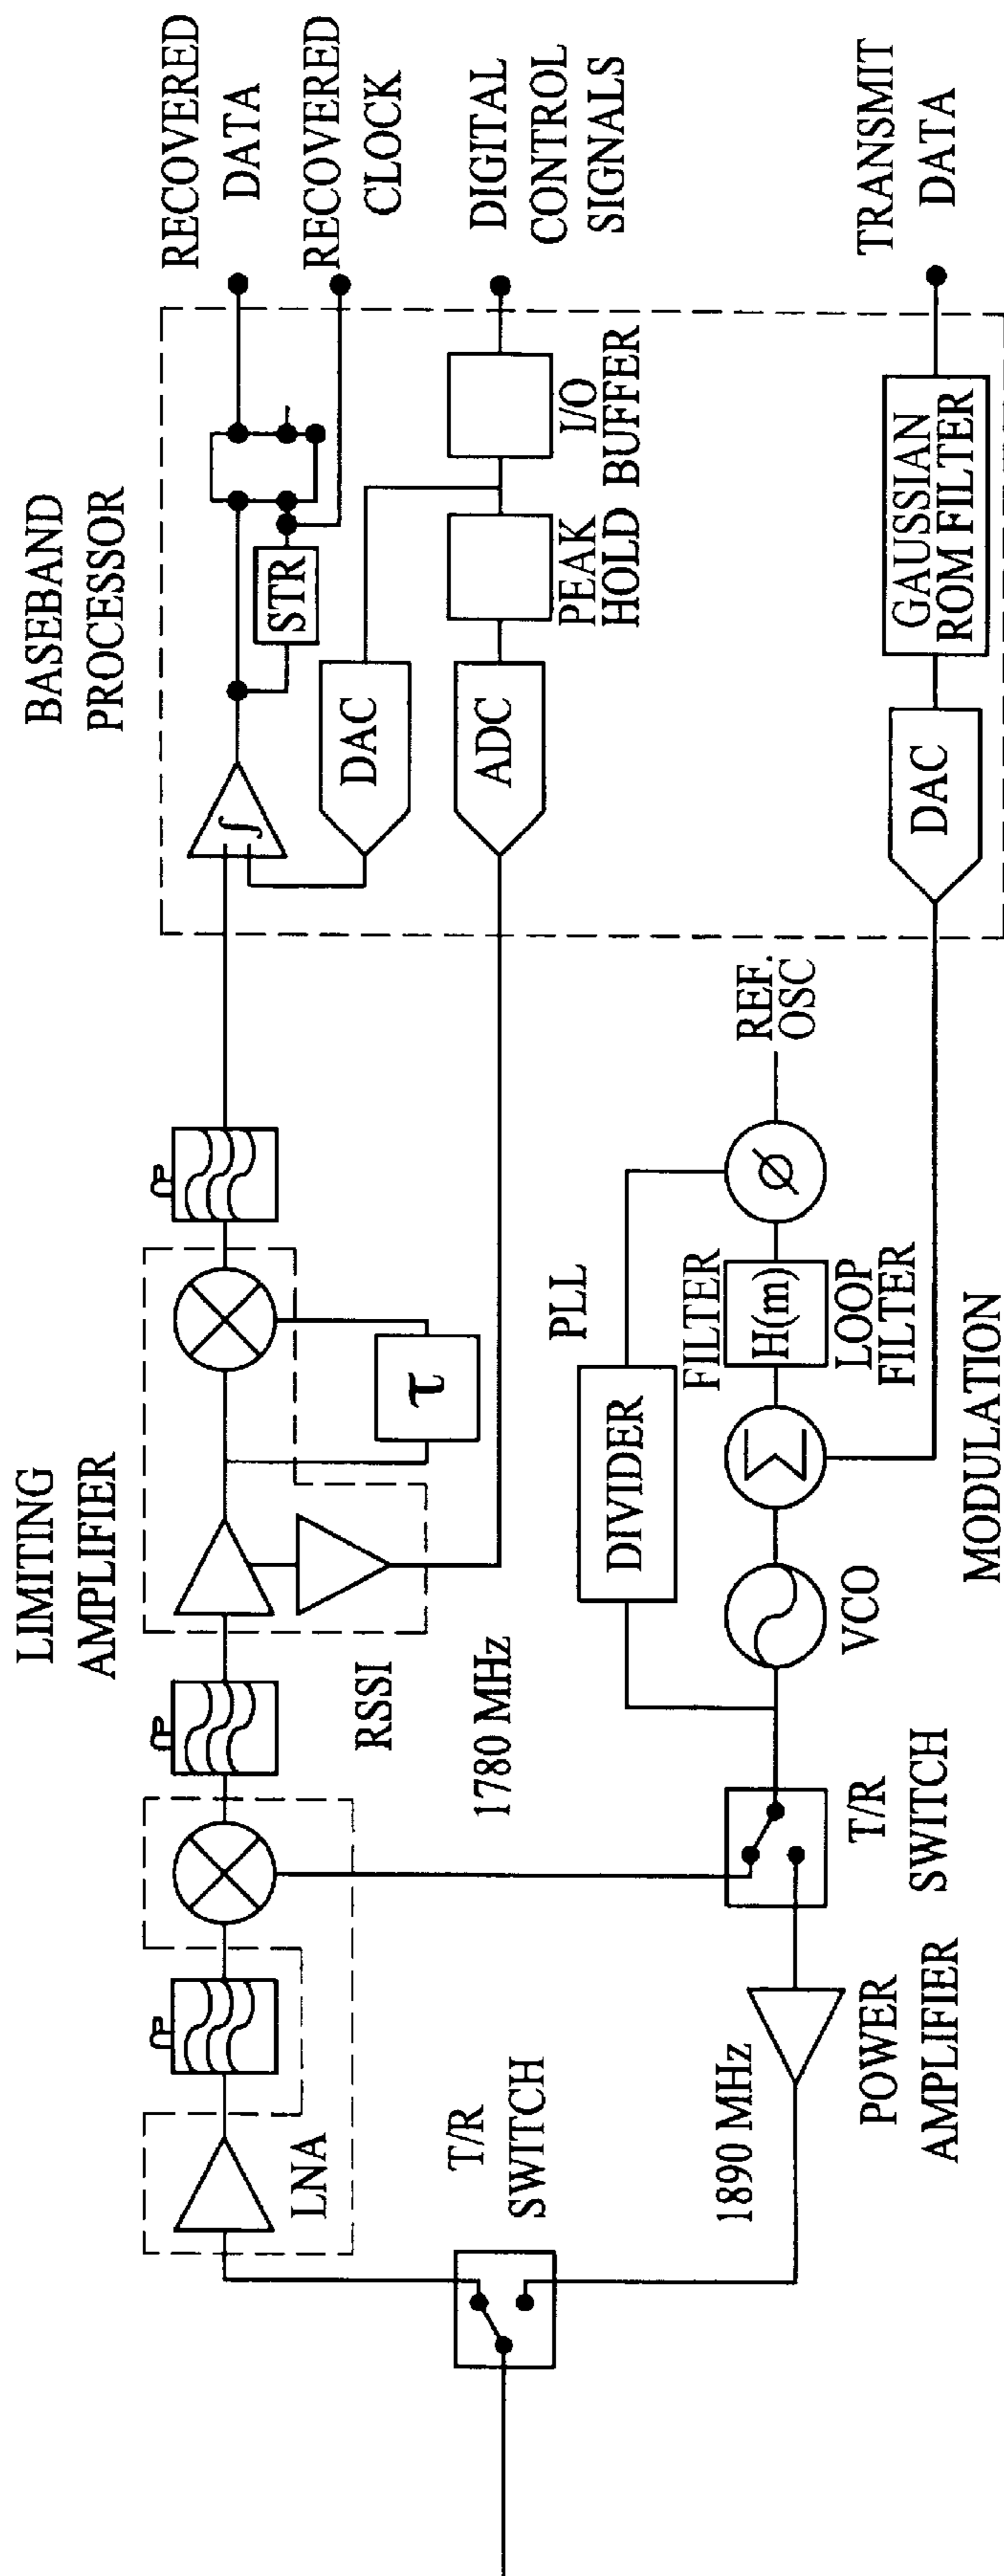 BASEBAND
PROCESSOR
LIMITING
AMPLIFIER
RECOVERED
DATA
RECOVERED
CLOCK
STR
∫
DAC
DIGITAL
CONTROL
SIGNALS
ADC
PEAK
HOLD
I/O
BUFFER
LNA
τ
RSSI
T/R
SWITCH
1780 MHz
PLL
DIVIDER
FILTER
REF.
OSC
Σ
H(m)
ø
VCO
LOOP
FILTER
1890 MHz
T/R
SWITCH
POWER
AMPLIFIER
MODULATION
DAC
GAUSSIAN
ROM FILTER
TRANSMIT
DATA